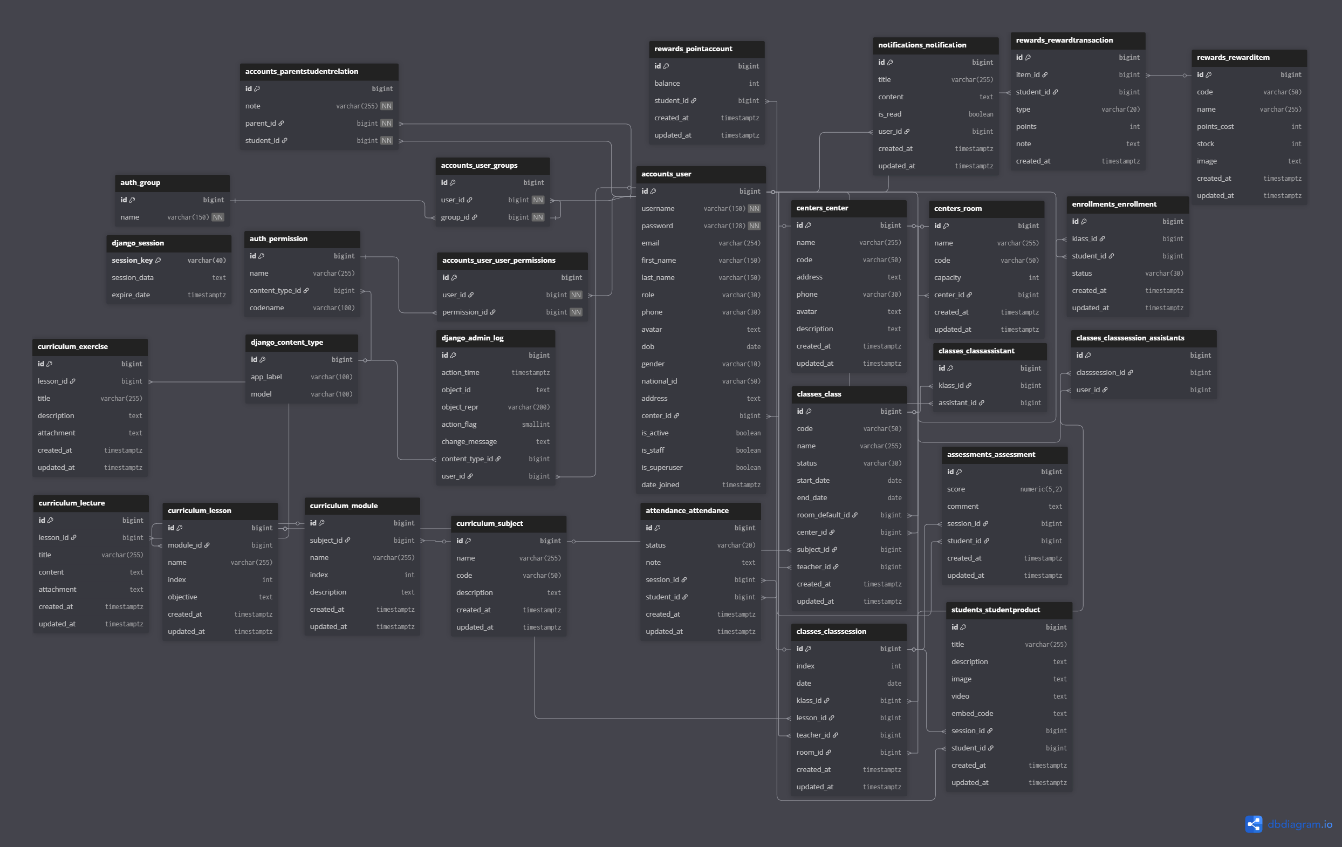 accounts_parentstudentrelation
id bigint
note varchar(255) NN
parent_id bigint NN
student_id bigint NN
rewards_pointaccount
id bigint
balance int
student_id bigint
created_at timestamptz
updated_at timestamptz
notifications_notification
id bigint
title varchar(255)
content text
is_read boolean
user_id bigint
created_at timestamptz
updated_at timestamptz
rewards_rewardtransaction
id bigint
item_id bigint
student_id bigint
type varchar(20)
points int
note text
created_at timestamptz
rewards_rewarditem
id bigint
code varchar(50)
name varchar(255)
points_cost int
stock int
image text
created_at timestamptz
updated_at timestamptz
auth_group
id bigint
name varchar(150) NN
accounts_user_groups
id bigint
user_id bigint NN
group_id bigint NN
accounts_user
id bigint
username varchar(150) NN
password varchar(128) NN
email varchar(254)
first_name varchar(150)
last_name varchar(150)
role varchar(30)
phone varchar(30)
avatar text
dob date
gender varchar(10)
national_id varchar(50)
address text
center_id bigint
is_active boolean
is_staff boolean
is_superuser boolean
date_joined timestamptz
centers_center
id bigint
name varchar(255)
code varchar(50)
address text
phone varchar(30)
avatar text
description text
created_at timestamptz
updated_at timestamptz
centers_room
id bigint
name varchar(255)
code varchar(50)
capacity int
center_id bigint
created_at timestamptz
updated_at timestamptz
enrollments_enrollment
id bigint
klass_id bigint
student_id bigint
status varchar(30)
created_at timestamptz
updated_at timestamptz
django_session
session_key varchar(40)
session_data text
expire_date timestamptz
auth_permission
id bigint
name varchar(255)
content_type_id bigint
codename varchar(100)
accounts_user_user_permissions
id bigint
user_id bigint NN
permission_id bigint NN
curriculum_exercise
id bigint
lesson_id bigint
title varchar(255)
description text
attachment text
created_at timestamptz
updated_at timestamptz
django_content_type
id bigint
app_label varchar(100)
model varchar(100)
django_admin_log
id bigint
action_time timestamptz
object_id text
object_repr varchar(200)
action_flag smallint
change_message text
content_type_id bigint
user_id bigint
classes_classassistant
id bigint
klass_id bigint
assistant_id bigint
classes_classsession_assistants
id bigint
classsession_id bigint
user_id bigint
classes_class
id bigint
code varchar(50)
name varchar(255)
status varchar(30)
start_date date
end_date date
room_default_id bigint
center_id bigint
subject_id bigint
teacher_id bigint
created_at timestamptz
updated_at timestamptz
assessments_assessment
id bigint
score numeric(5,2)
comment text
session_id bigint
student_id bigint
created_at timestamptz
updated_at timestamptz
curriculum_lecture
id bigint
lesson_id bigint
title varchar(255)
content text
attachment text
created_at timestamptz
updated_at timestamptz
curriculum_lesson
id bigint
module_id bigint
name varchar(255)
index int
objective text
created_at timestamptz
updated_at timestamptz
curriculum_module
id bigint
subject_id bigint
name varchar(255)
index int
description text
created_at timestamptz
updated_at timestamptz
curriculum_subject
id bigint
name varchar(255)
code varchar(50)
description text
created_at timestamptz
updated_at timestamptz
attendance_attendance
id bigint
status varchar(20)
note text
session_id bigint
student_id bigint
created_at timestamptz
updated_at timestamptz
classes_classsession
id bigint
index int
date date
klass_id bigint
lesson_id bigint
teacher_id bigint
room_id bigint
created_at timestamptz
updated_at timestamptz
students_studentproduct
id bigint
title varchar(255)
description text
image text
video text
embed_code text
session_id bigint
student_id bigint
created_at timestamptz
updated_at timestamptz
dbdiagram.io